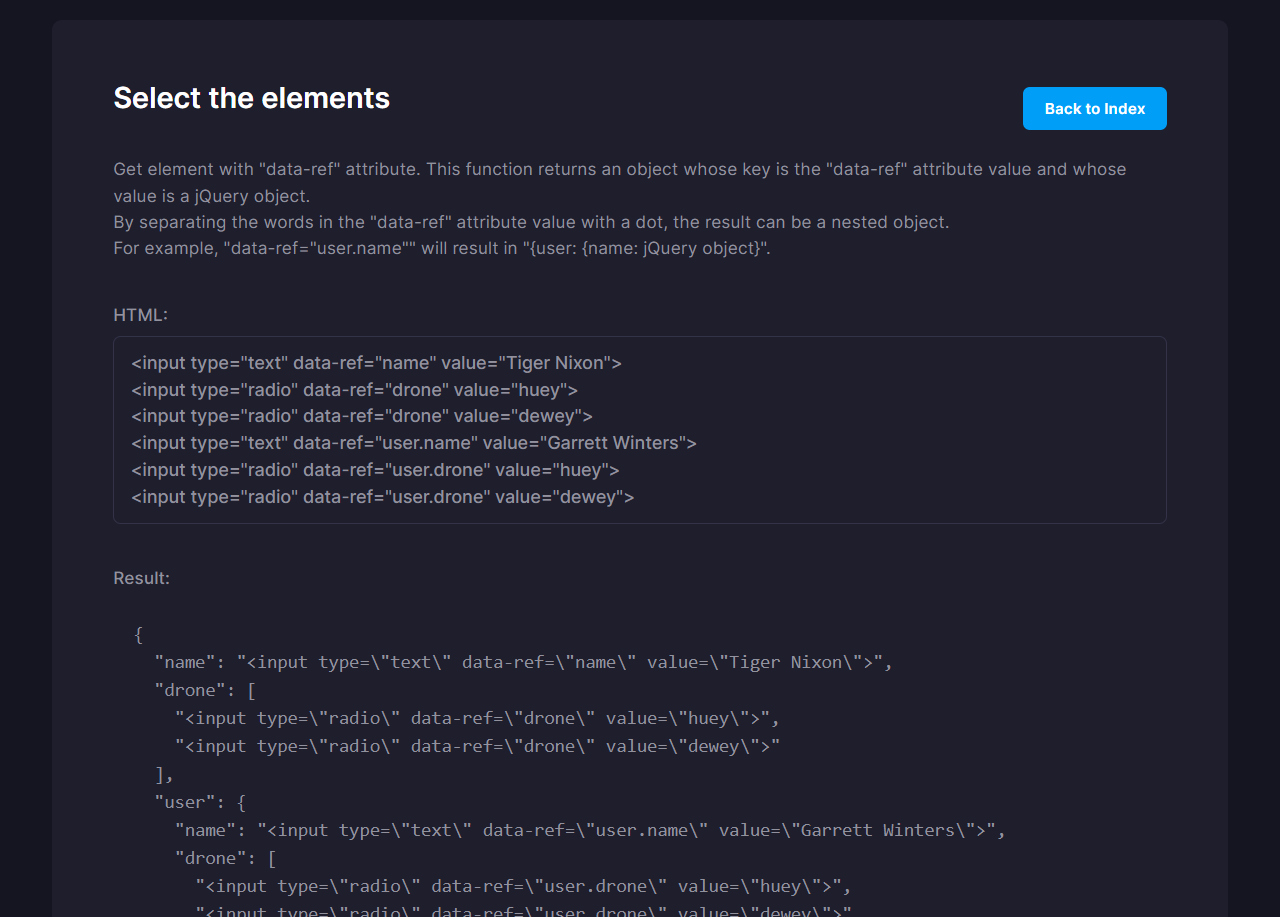 Select the elements
Back to Index
Get element with "data-ref" attribute. This function returns an object whose key is the "data-ref" attribute value and whose
value is a jQuery object.
By separating the words in the "data-ref" attribute value with a dot, the result can be a nested object.
For example, "data-ref="user.name"" will result in "{user: {name: jQuery object}".
HTML:
<input type="text" data-ref="name" value="Tiger Nixon">
<input type="radio" data-ref="drone" value="huey">
<input type="radio" data-ref="drone" value="dewey">
<input type="text" data-ref="user.name" value="Garrett Winters">
<input type="radio" data-ref="user.drone" value="huey">
<input type="radio" data-ref="user.drone" value="dewey">
Result:
{
  "name": "<input type=\"text\" data-ref=\"name\" value=\"Tiger Nixon\">",
  "drone": [
    "<input type=\"radio\" data-ref=\"drone\" value=\"huey\">",
    "<input type=\"radio\" data-ref=\"drone\" value=\"dewey\">"
  ],
  "user": {
    "name": "<input type=\"text\" data-ref=\"user.name\" value=\"Garrett Winters\">",
    "drone": [
      "<input type=\"radio\" data-ref=\"user.drone\" value=\"huey\">",
      "<input type=\"radio\" data-ref=\"user.drone\" value=\"dewey\">"